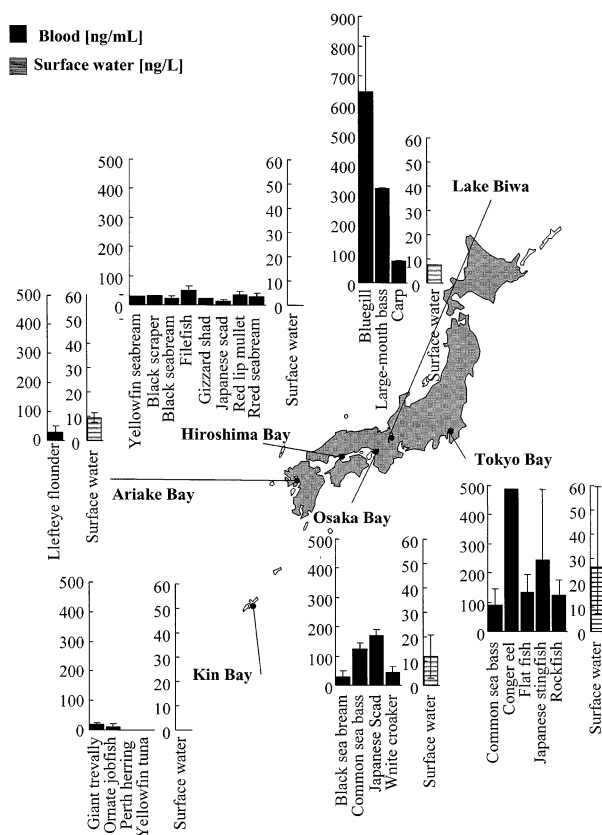 Blood [ng/mL]
Surface water [ng/L]
900
800
700
600
500
400
300
200
100
0
60
50
40
30
20
10
0
Bluegill
Large-mouth bass
Carp
Surface water
Lake Biwa
500
400
300
200
100
0
60
50
40
30
20
10
0
Yellowfin seabream
Black scraper
Black seabream
Filefish
Gizzard shad
Japanese scad
Red lip mullet
Rred seabream
Surface water
500
400
300
200
100
0
60
50
40
30
20
10
0
Llefteye flounder
Surface water
Hiroshima Bay
Ariake Bay
Osaka Bay
Tokyo Bay
Kin Bay
500
400
300
200
100
0
60
50
40
30
20
10
0
Common sea bass
Conger eel
Flat fish
Japanese stingfish
Rockfish
Surface water
500
400
300
200
100
0
60
50
40
30
20
10
0
Black sea bream
Common sea bass
Japanese Scad
Wnite croaker
Surface water
500
400
300
200
100
0
60
50
40
30
20
10
0
Giant trevally
Ornate jobfish
Perth herring
Yellowfin tuna
Surface water